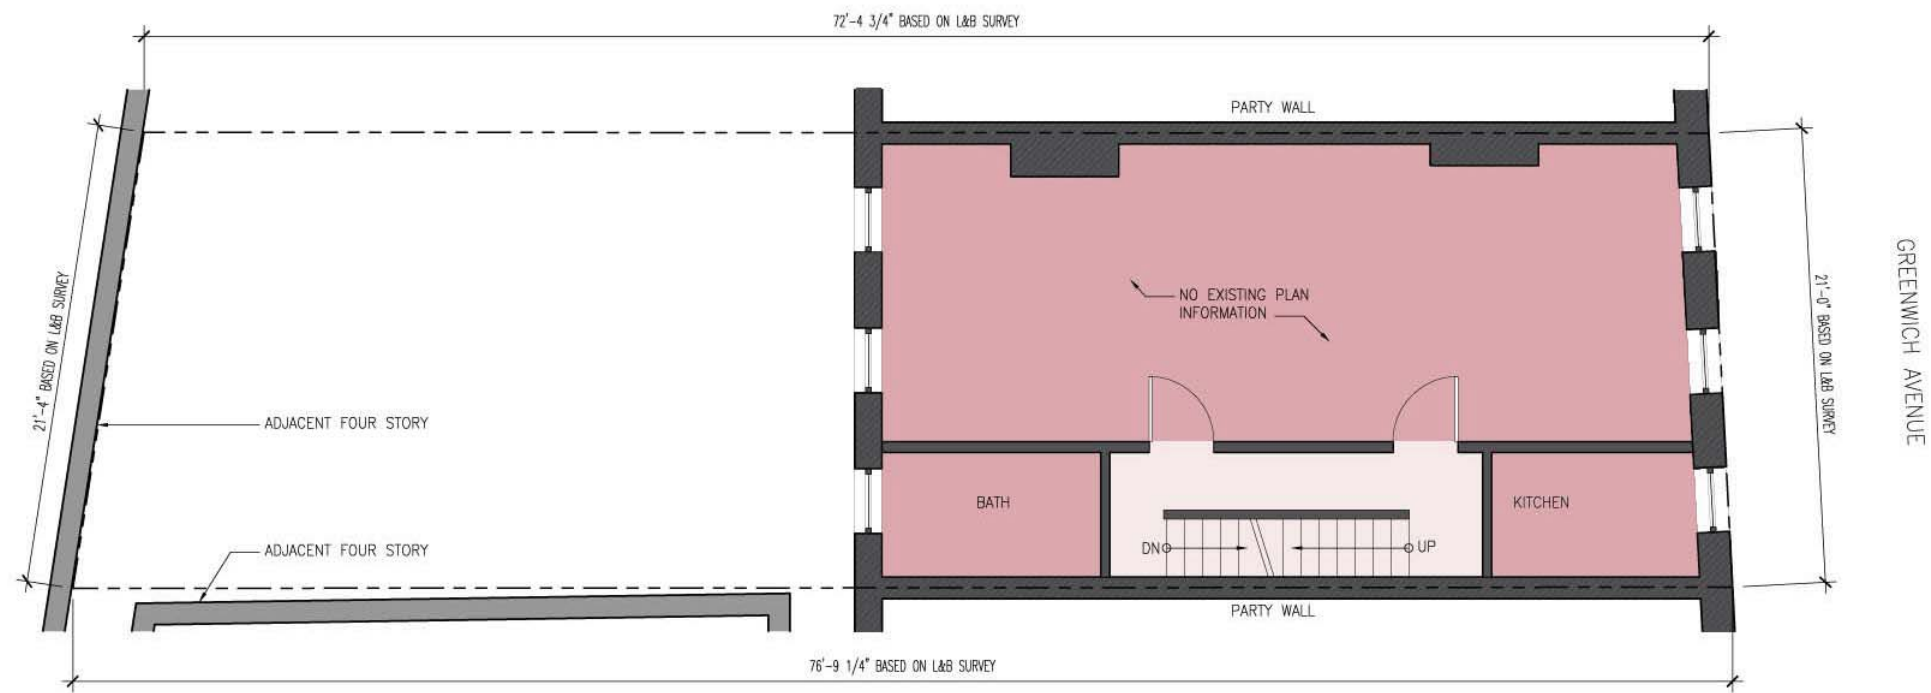 72'-4 3/4" BASED ON L&B SURVEY
PARTY WALL
21'-4" BASED ON L&B SURVEY
NO EXISTING PLAN
INFORMATION
21'-0" BASED ON L&B SURVEY
GREENWICH AVENUE
ADJACENT FOUR STORY
BATH
KITCHEN
ADJACENT FOUR STORY
DN
UP
PARTY WALL
76'-9 1/4" BASED ON L&B SURVEY